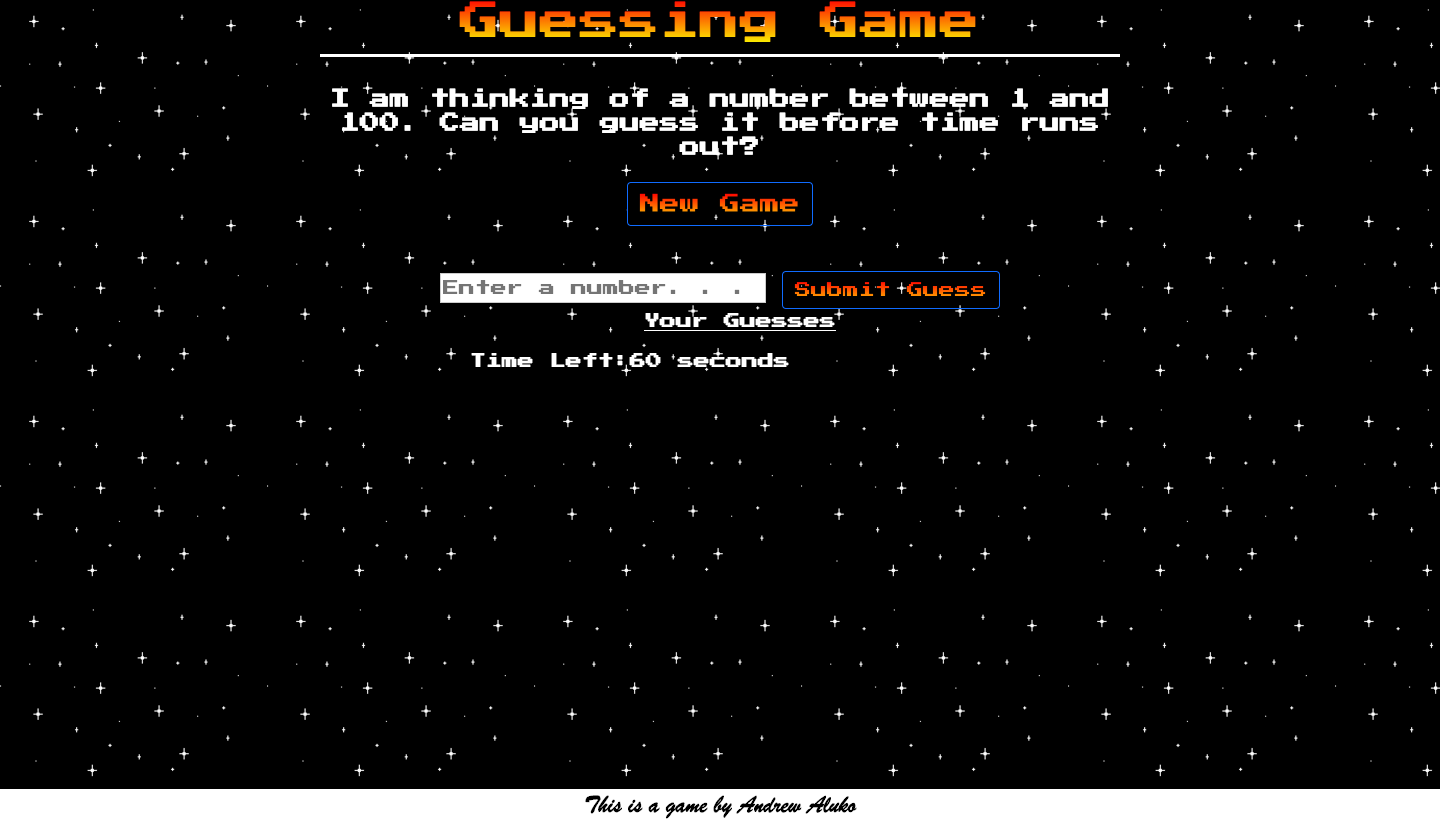 Guessing Game
I am thinking of a number between 1 and
100. Can you guess it before time runs
out?
New Game
Enter a number. . .
Submit Guess
Your Guesses
Time Left:60 seconds
This is a game by Andrew Aluko